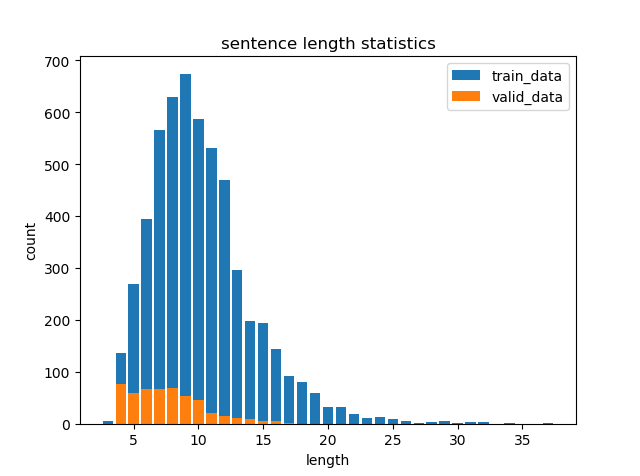 sentence length statistics
train_data
valid_data
700
600
500
400
300
200
100
0
count
5 10 15 20 25 30 35
length